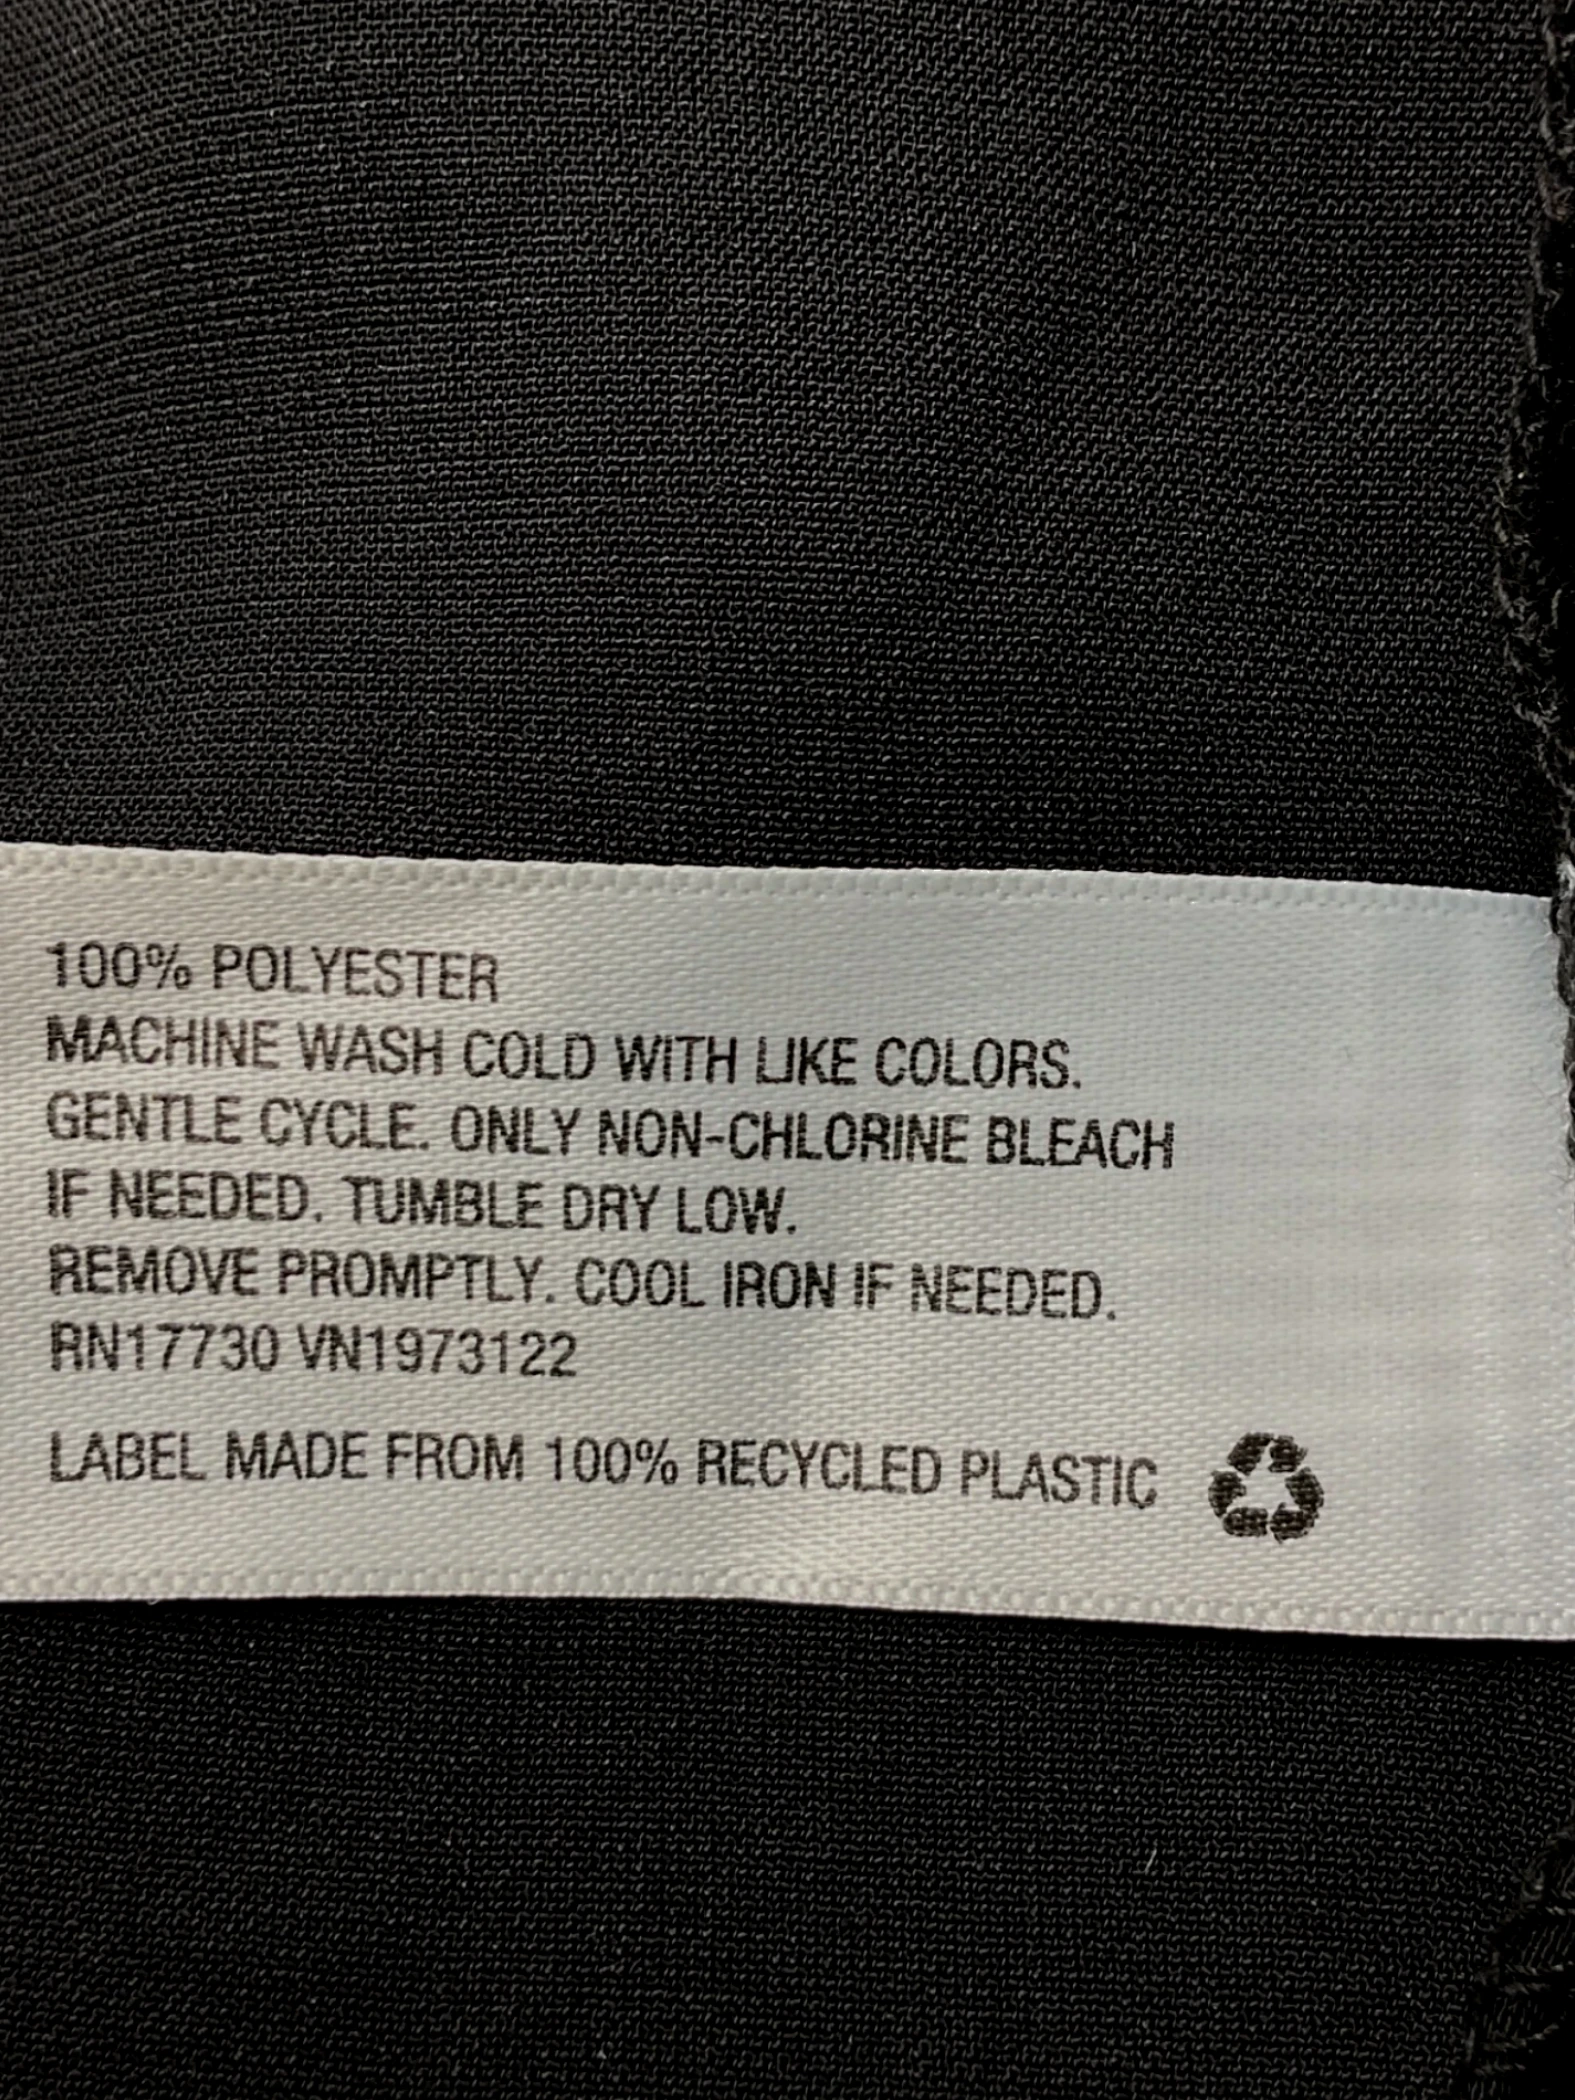 100% POLYESTER
MACHINE WASH COLD WITH LIKE COLORS.
GENTLE CYCLE. ONLY NON-CHLORINE BLEACH
IF NEEDED. TUMBLE DRY LOW.
REMOVE PROMPTLY. COOL IRON IF NEEDED.
RN17730 VN1973122
LABEL MADE FROM 100% RECYCLED PLASTIC